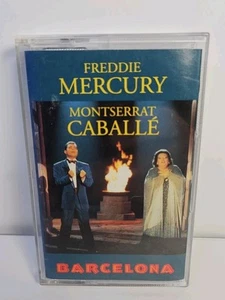 FREDDIE
MERCURY
MONTSERRAT
CABALLÉ
BARCELONA